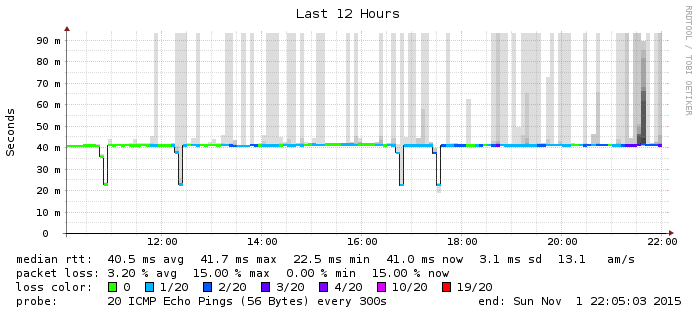 Last 12 Hours
RRDTOOL / TOBI OETIKER
Seconds
90 m
80 m
70 m
60 m
50 m
40 m
30 m
20 m
10 m
0
12:00 14:00 16:00 18:00 20:00 22:00
median rtt: 40.5 ms avg 41.7 ms max 22.5 ms min 41.0 ms now 3.1 ms sd 13.1 am/s
packet loss: 3.20 % avg 15.00 % max 0.00 % min 15.00 % now
loss color: 0 1/20 2/20 3/20 4/20 10/20 19/20
probe: 20 ICMP Echo Pings (56 Bytes) every 300s end: Sun Nov 1 22:05:03 2015